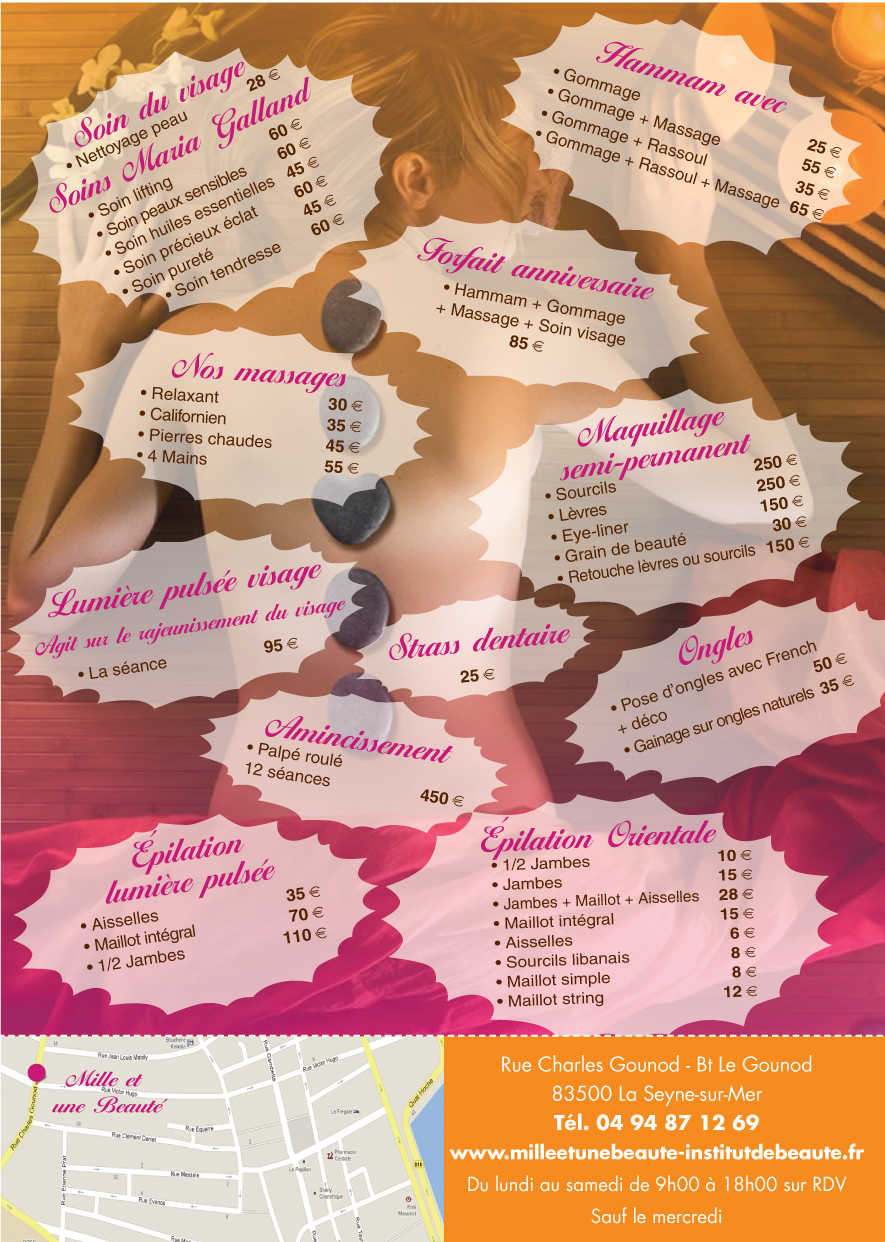 Soin du visage
• Nettoyage peau 28 €
Soins Maria Galland
• Soin lifting 60 €
• Soin peaux sensibles 60 €
• Soin huiles essentielles 45 €
• Soin précieux éclat 60 €
• Soin pureté 45 €
• Soin tendresse 60 €
Hammam avec
• Gommage 25 €
• Gommage + Massage 55 €
• Gommage + Rassoul 35 €
• Gommage + Rassoul + Massage 65 €
Forfait anniversaire
• Hammam + Gommage
+ Massage + Soin visage
85 €
Nos massages
• Relaxant 30 €
• Californien 35 €
• Pierres chaudes 45 €
• 4 Mains 55 €
Maquillage
semi-permanent
• Sourcils 250 €
• Lèvres 250 €
• Eye-liner 150 €
• Grain de beauté 30 €
• Retouche lèvres ou sourcils 150 €
Lumière pulsée visage
Agit sur le rajeunissement du visage
• La séance 95 €
Strass dentaire
25 €
Ongles
• Pose d'ongles avec French
+ déco 50 €
• Gainage sur ongles naturels 35 €
Amincissement
• Palpé roulé
12 séances 450 €
Épilation
lumière pulsée
• Aisselles 35 €
• Maillot intégral 70 €
• 1/2 Jambes 110 €
Épilation Orientale
• 1/2 Jambes 10 €
• Jambes 15 €
• Jambes + Maillot + Aisselles 28 €
• Maillot intégral 15 €
• Aisselles 6 €
• Sourcils libanais 8 €
• Maillot simple 8 €
• Maillot string 12 €
Mille et
une Beauté
Rue Charles Gounod
Rue Jean Louis Mabily
Rue Victor Hugo
Rue Victor Hugo
Rue Gambetta
Rue Clément Daniel
Rue Equerre
Rue Messine
Rue Evenos
Rue Etienne Prat
Quai Hoche
La Frégate
Pharmacie
Centrale
Le Papillon
Shany
Cosmétique
Rue Charles Gounod - Bt Le Gounod
83500 La Seyne-sur-Mer
Tél. 04 94 87 12 69
www.milleetunebeaute-institutdebeaute.fr
Du lundi au samedi de 9h00 à 18h00 sur RDV
Sauf le mercredi